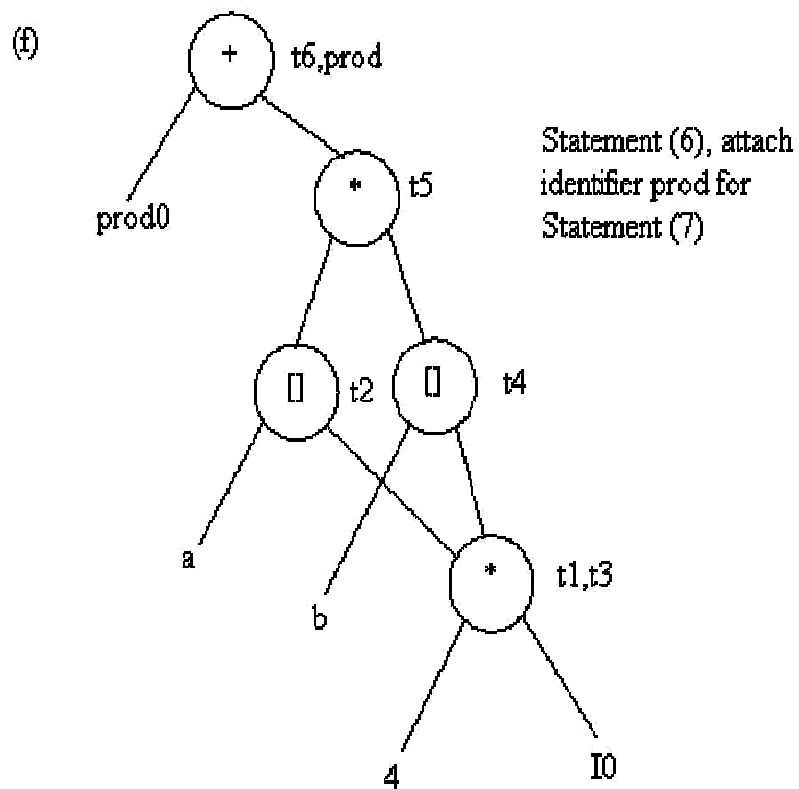 (f)
+ t6,prod
Statement (6), attach
identifier prod for
Statement (7)
* t5
prod0
[] t2
[] t4
a
* t1,t3
b
4
I0